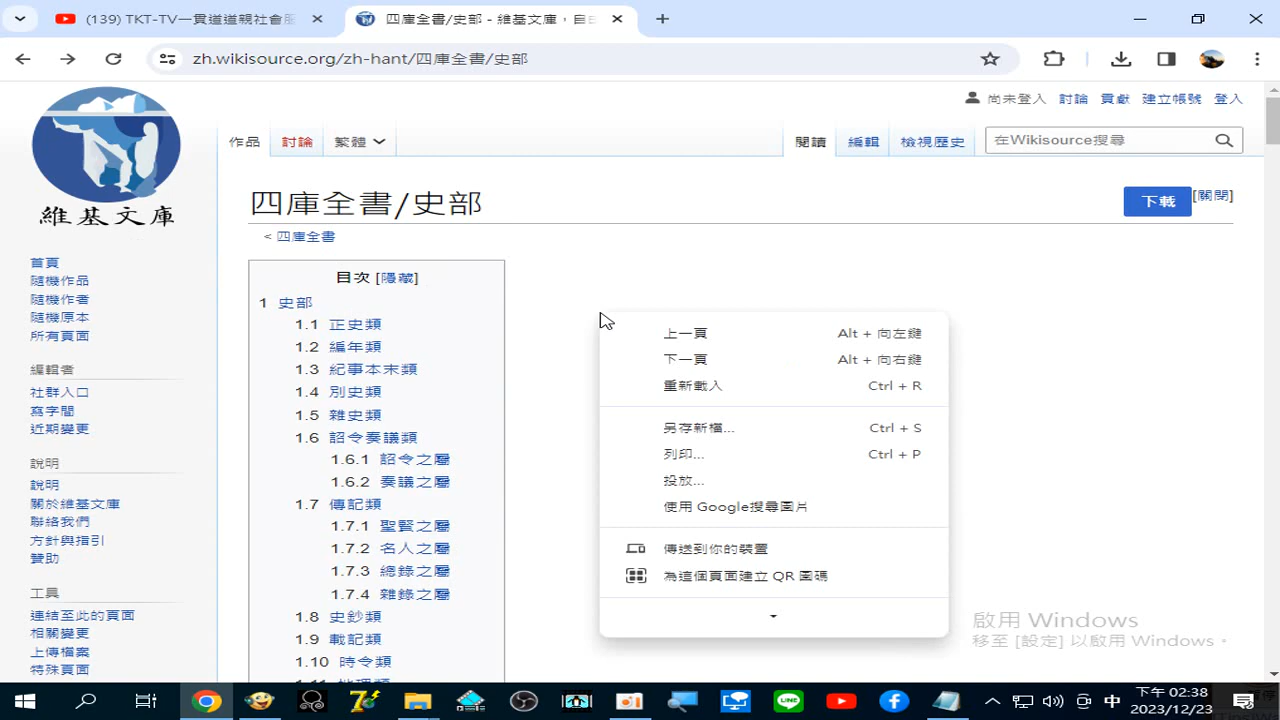 (139) TKT-TV一貫道道親社會服
四庫全書/史部 - 維基文庫，自由
zh.wikisource.org/zh-hant/四庫全書/史部
尚未登入 討論 貢獻 建立帳號 登入
作品 討論 繁體 閱讀 編輯 檢視歷史 在Wikisource搜尋
維基文庫
四庫全書/史部
下載 [關閉]
< 四庫全書
首頁
隨機作品
隨機作者
隨機原本
所有頁面
編輯者
社群入口
寫字間
近期變更
說明
說明
關於維基文庫
聯絡我們
方針與指引
贊助
工具
連結至此的頁面
相關變更
上傳檔案
特殊頁面
目次 [隱藏]
1 史部
1.1 正史類
1.2 編年類
1.3 紀事本末類
1.4 別史類
1.5 雜史類
1.6 詔令奏議類
1.6.1 詔令之屬
1.6.2 奏議之屬
1.7 傳記類
1.7.1 聖賢之屬
1.7.2 名人之屬
1.7.3 總錄之屬
1.7.4 雜錄之屬
1.8 史鈔類
1.9 載記類
1.10 時令類
上一頁 Alt + 向左鍵
下一頁 Alt + 向右鍵
重新載入 Ctrl + R
另存新檔... Ctrl + S
列印... Ctrl + P
投放...
使用 Google搜尋圖片
傳送到你的裝置
為這個頁面建立 QR 圖碼
啟用 Windows
移至 [設定] 以啟用 Windows。
中
下午 02:38
2023/12/23